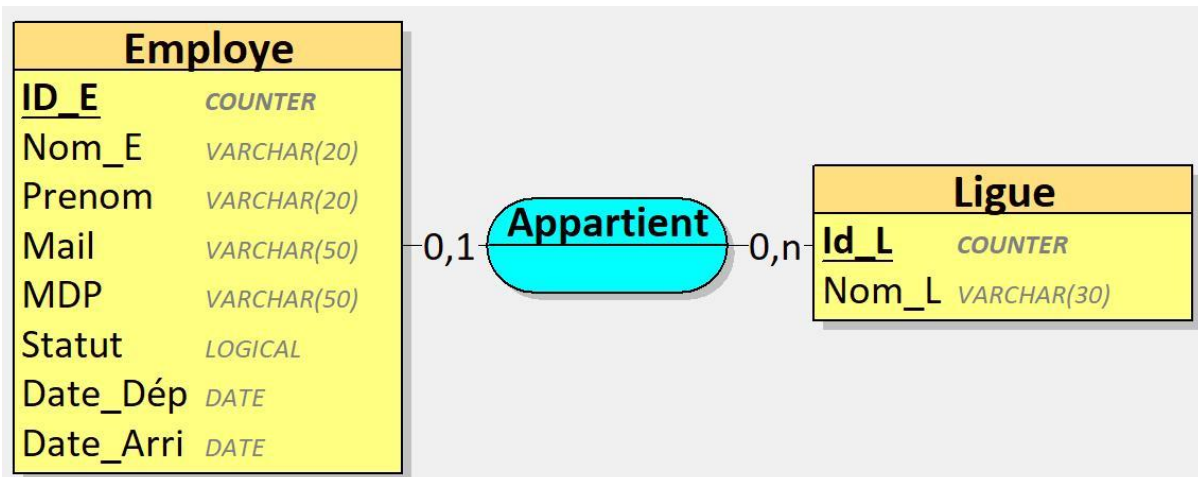 Employe
ID_E COUNTER
Nom_E VARCHAR(20)
Prenom VARCHAR(20)
Mail VARCHAR(50)
MDP VARCHAR(50)
Statut LOGICAL
Date_Dép DATE
Date_Arri DATE
0,1
Appartient
0,n
Ligue
Id_L COUNTER
Nom_L VARCHAR(30)